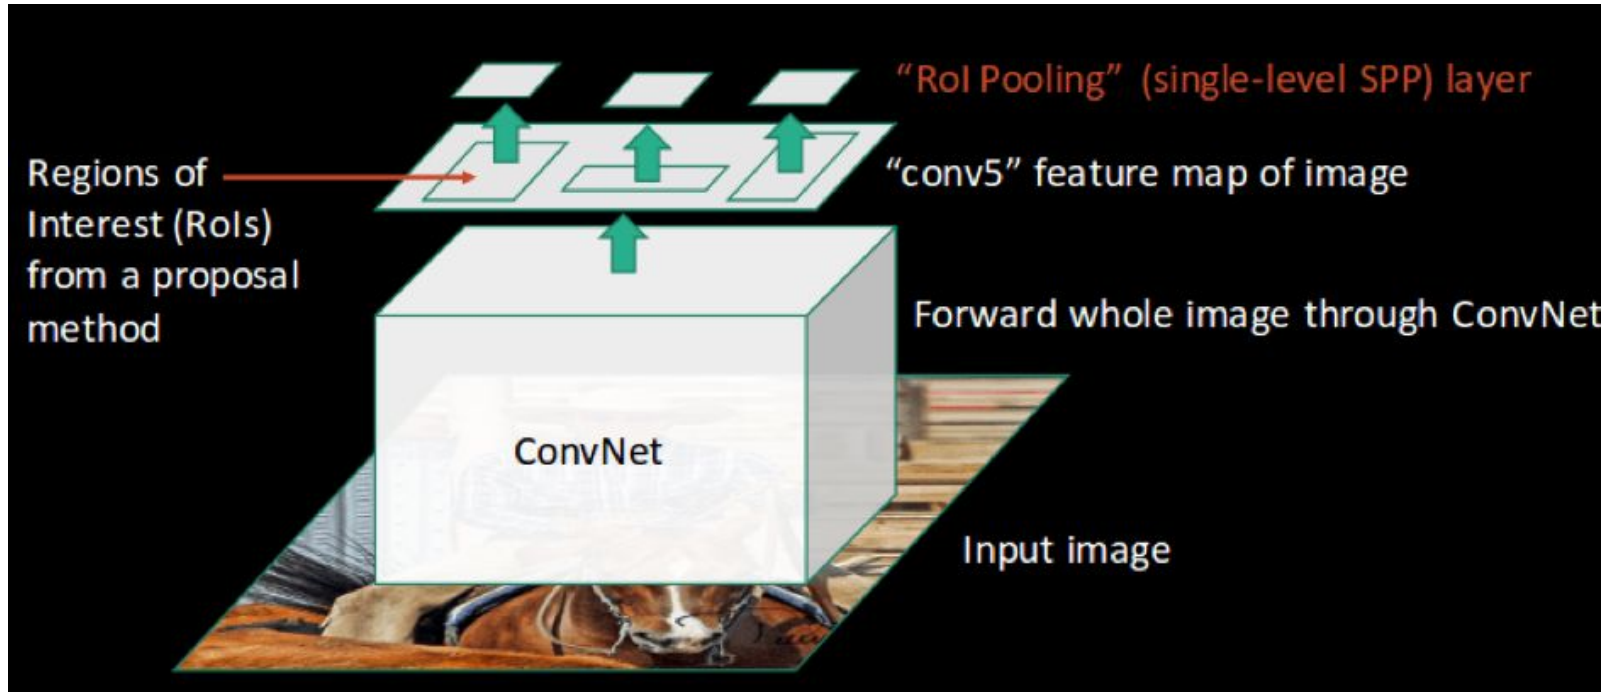 “RoI Pooling” (single-level SPP) layer
Regions of
Interest (RoIs)
from a proposal
method
“conv5” feature map of image
Forward whole image through ConvNet
ConvNet
Input image